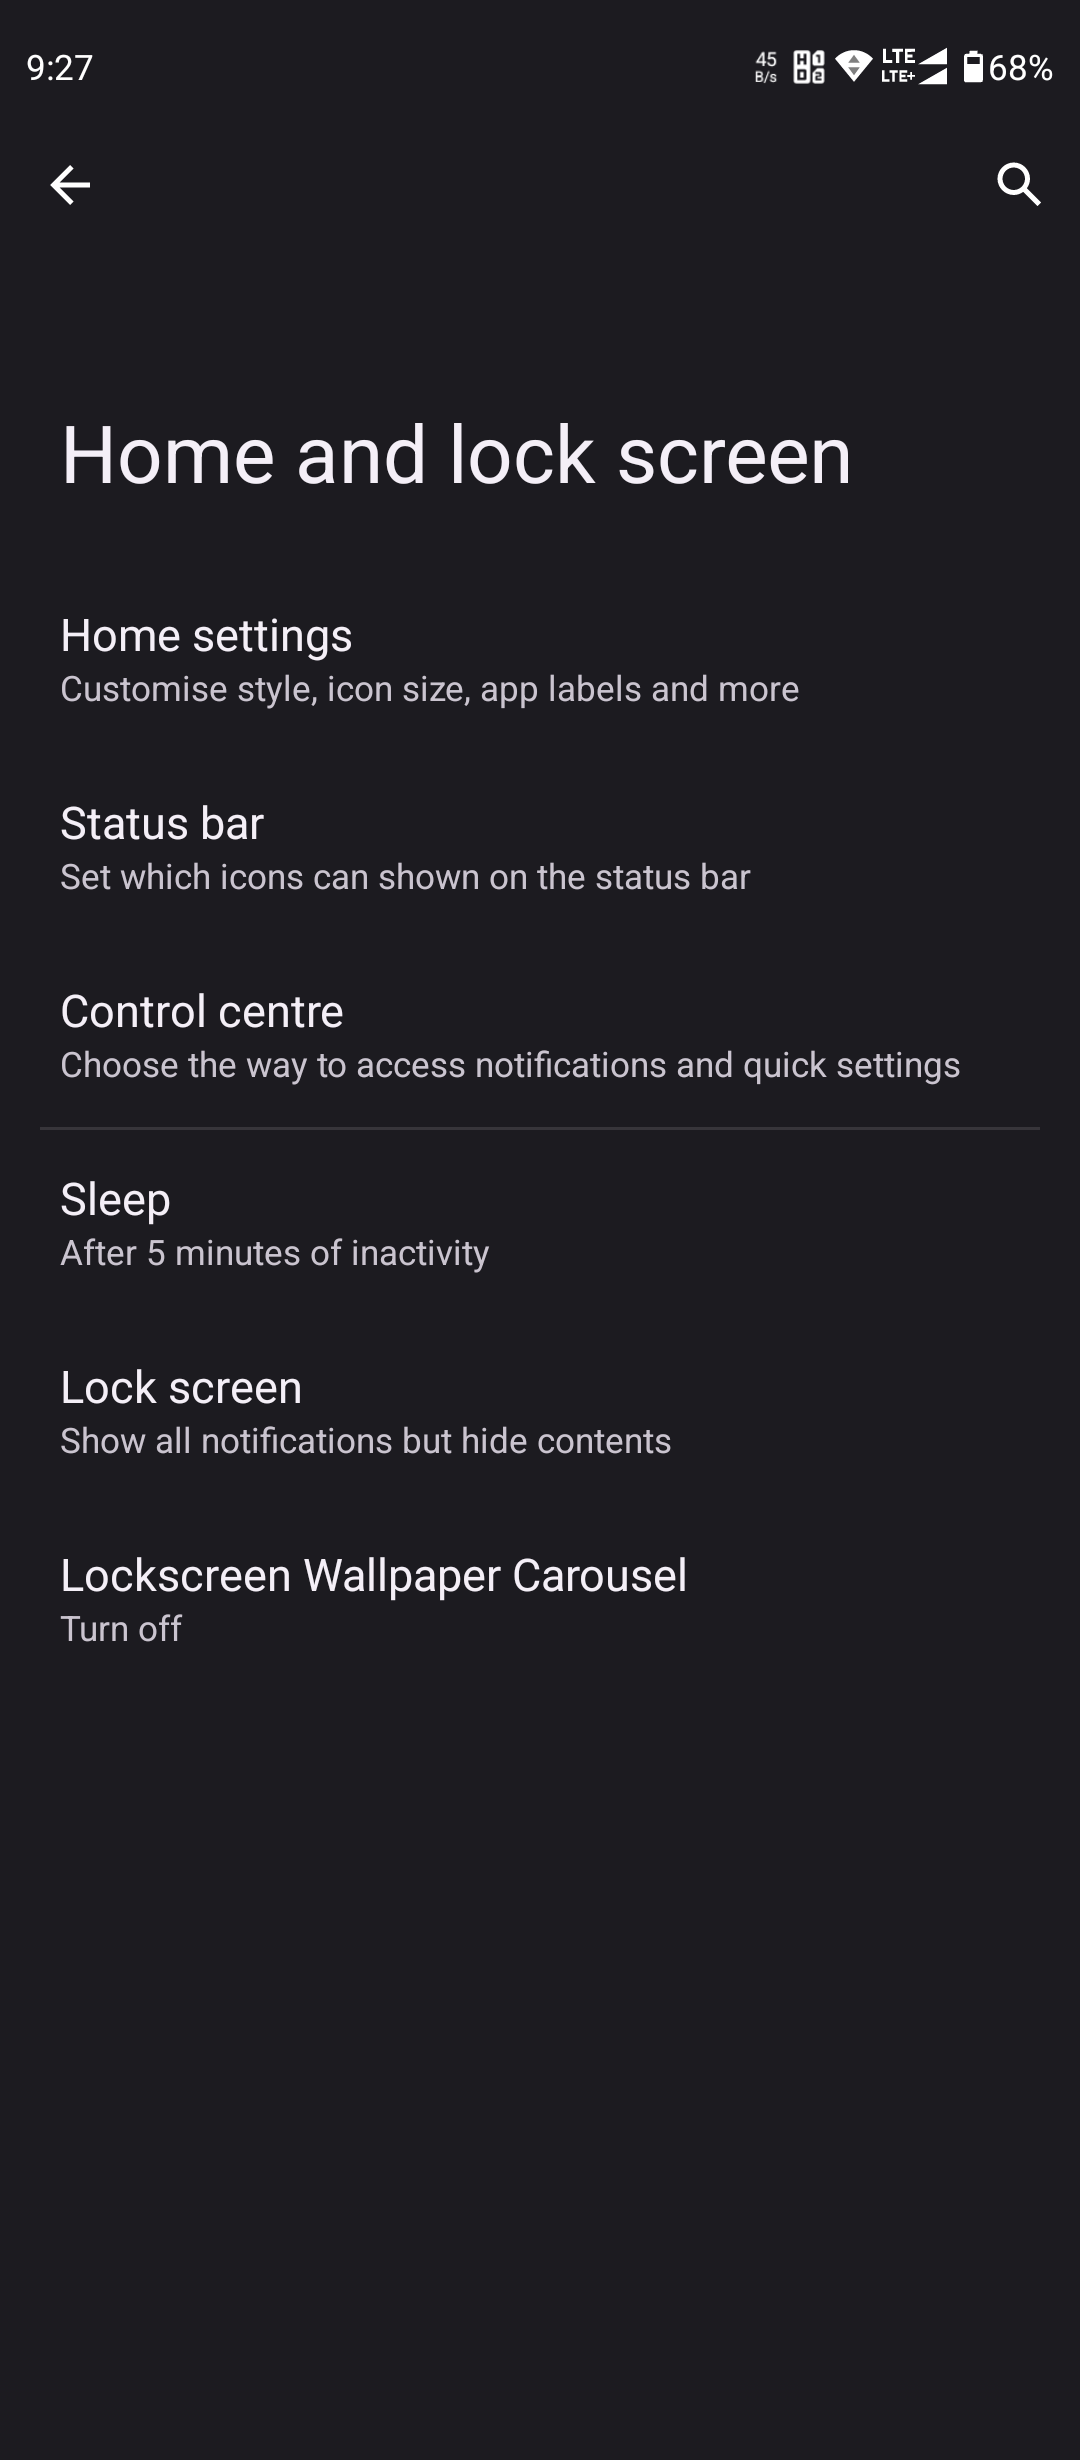 9:27
45
B/s
LTE
LTE+
68%
Home and lock screen
Home settings
Customise style, icon size, app labels and more
Status bar
Set which icons can shown on the status bar
Control centre
Choose the way to access notifications and quick settings
Sleep
After 5 minutes of inactivity
Lock screen
Show all notifications but hide contents
Lockscreen Wallpaper Carousel
Turn off